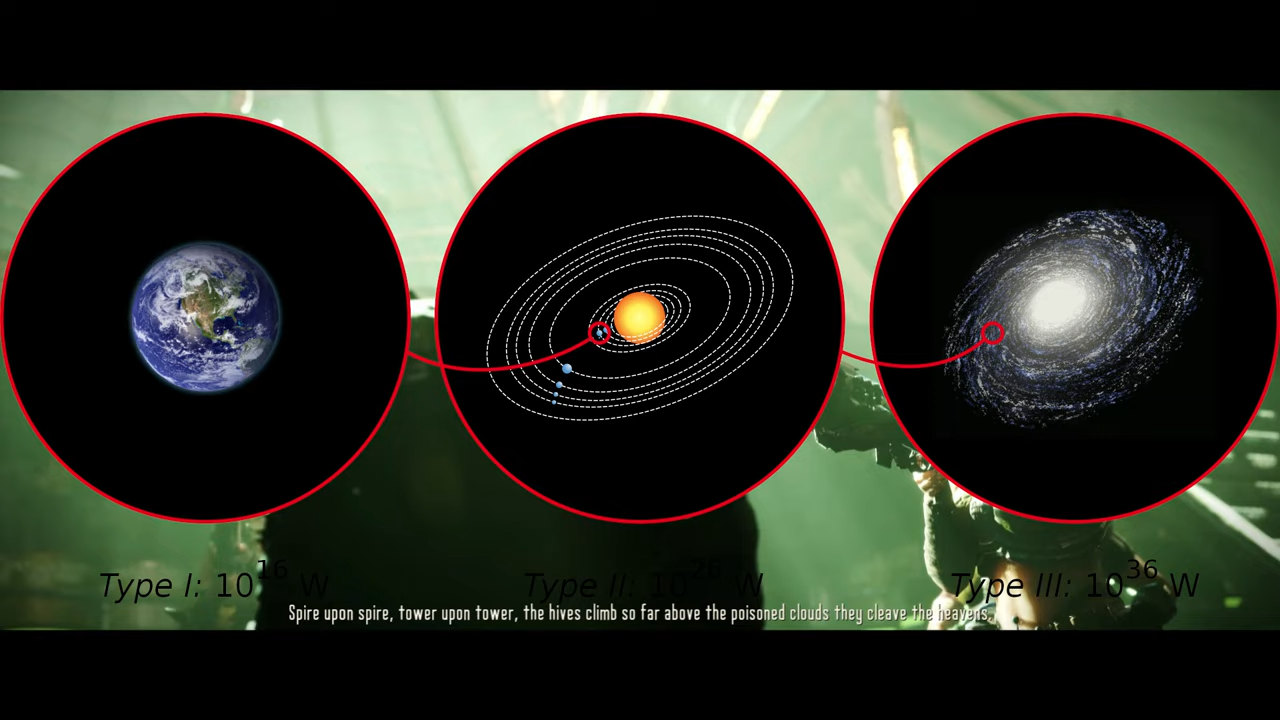 Type I: 10¹⁶ W
Type II: 10²⁶ W
Type III: 10³⁶ W
Spire upon spire, tower upon tower, the hives climb so far above the poisoned clouds they cleave the heavens.